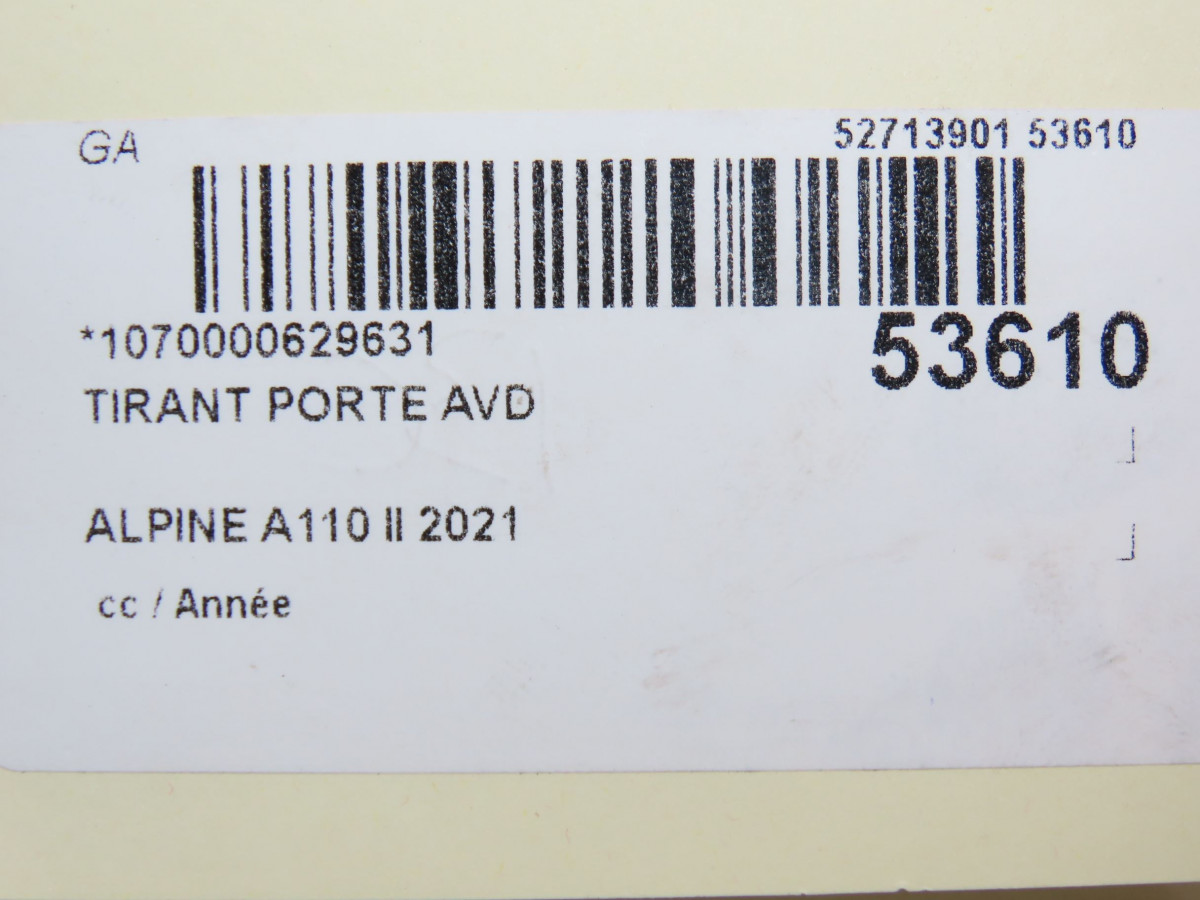 GA
52713901 53610
*1070000629631
53610
TIRANT PORTE AVD
ALPINE A110 II 2021
cc / Année